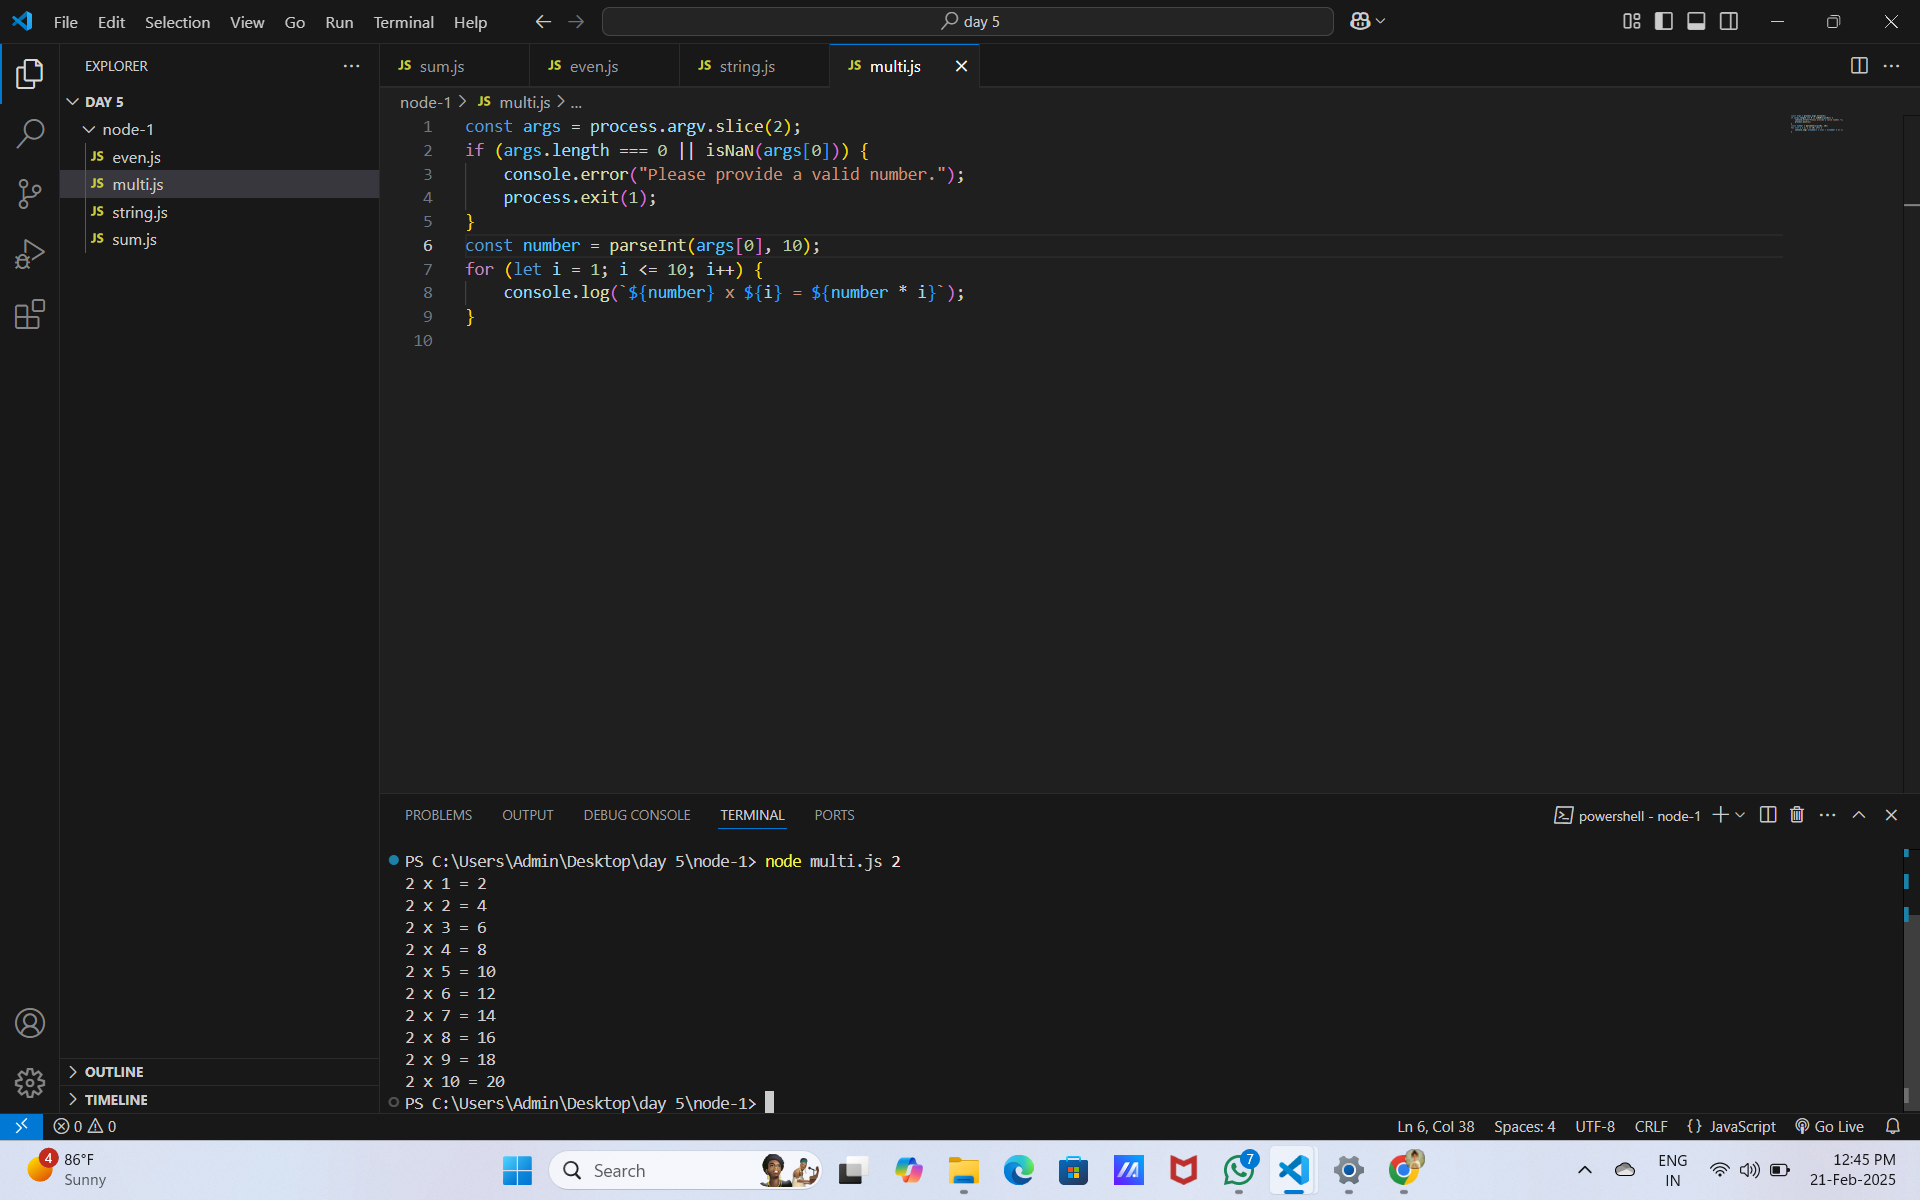 File Edit Selection View Go Run Terminal Help
day 5
EXPLORER
DAY 5
node-1
JS even.js
JS multi.js
JS string.js
JS sum.js
OUTLINE
TIMELINE
JS sum.js JS even.js JS string.js JS multi.js
node-1 > JS multi.js > ...
1 const args = process.argv.slice(2);
2 if (args.length === 0 || isNaN(args[0])) {
3     console.error("Please provide a valid number.");
4     process.exit(1);
5 }
6 const number = parseInt(args[0], 10);
7 for (let i = 1; i <= 10; i++) {
8     console.log(`${number} x ${i} = ${number * i}`);
9 }
10
PROBLEMS OUTPUT DEBUG CONSOLE TERMINAL PORTS
powershell - node-1
PS C:\Users\Admin\Desktop\day 5\node-1> node multi.js 2
2 x 1 = 2
2 x 2 = 4
2 x 3 = 6
2 x 4 = 8
2 x 5 = 10
2 x 6 = 12
2 x 7 = 14
2 x 8 = 16
2 x 9 = 18
2 x 10 = 20
PS C:\Users\Admin\Desktop\day 5\node-1>
0 0 Ln 6, Col 38 Spaces: 4 UTF-8 CRLF {} JavaScript Go Live
4
86°F
Sunny
Search
7
ENG
IN
12:45 PM
21-Feb-2025